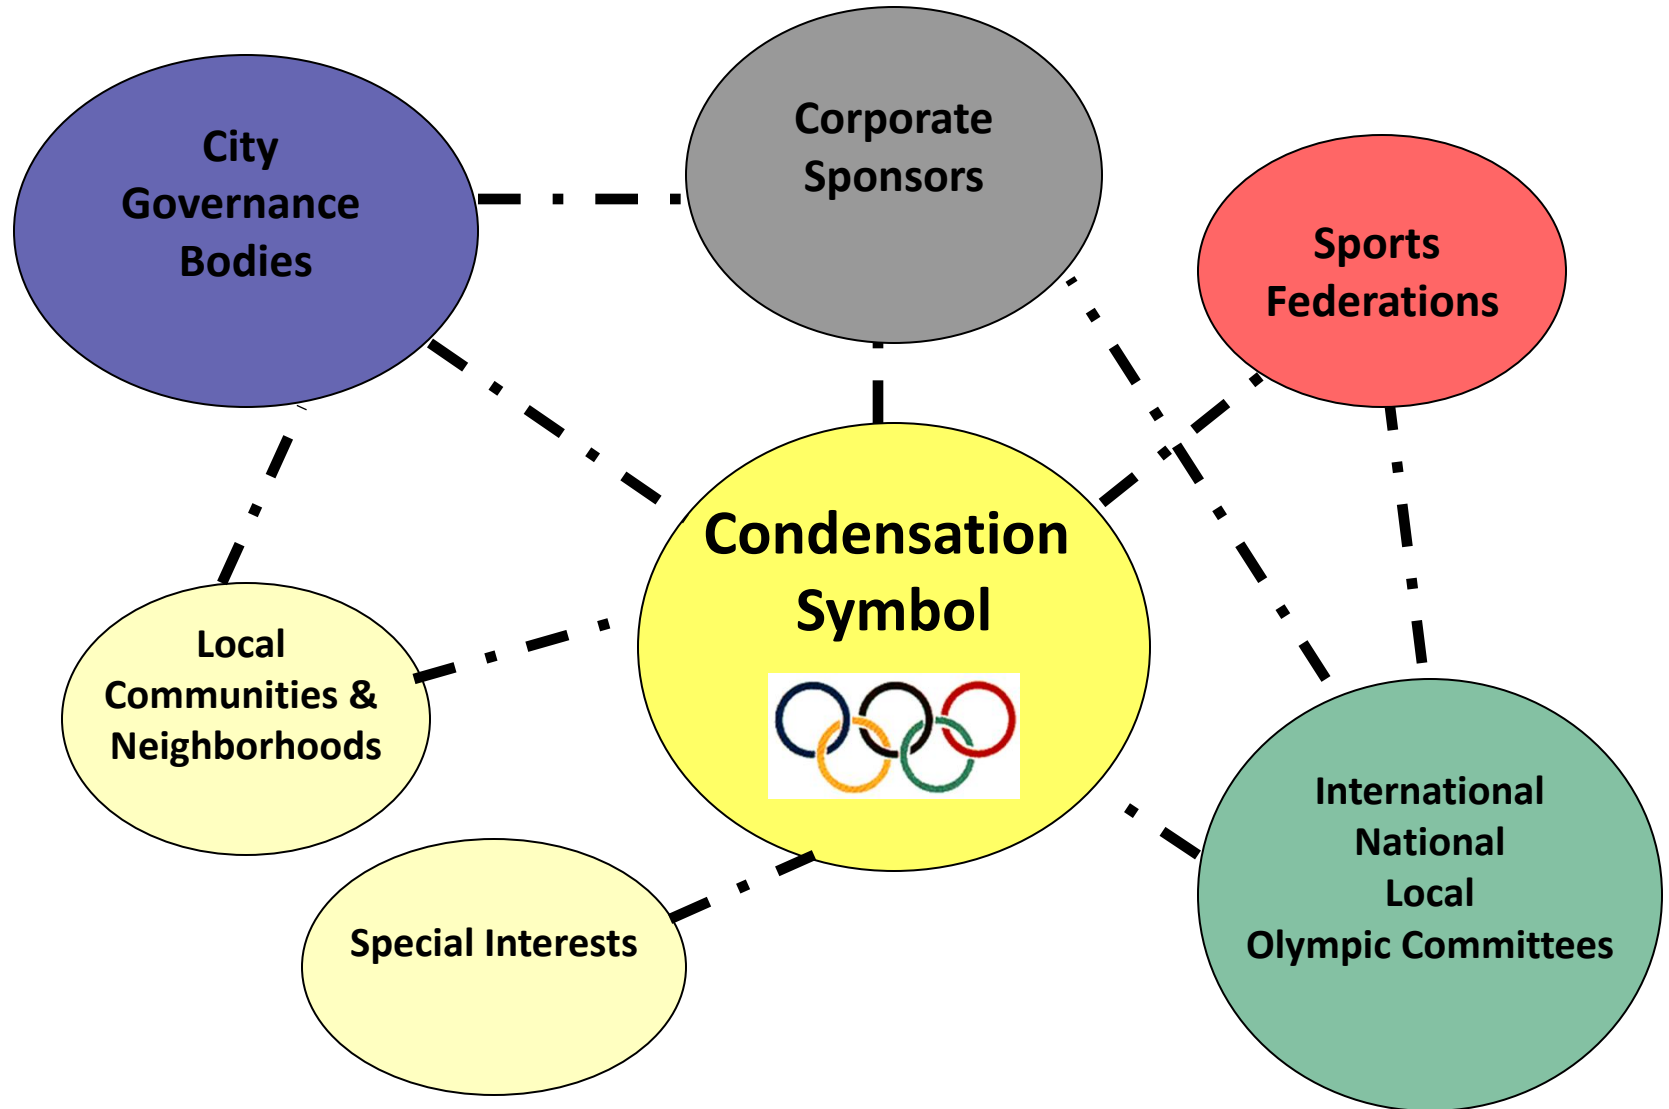 City
Governance
Bodies
Corporate
Sponsors
Sports
Federations
Condensation
Symbol
Local
Communities &
Neighborhoods
Special Interests
International
National
Local
Olympic Committees